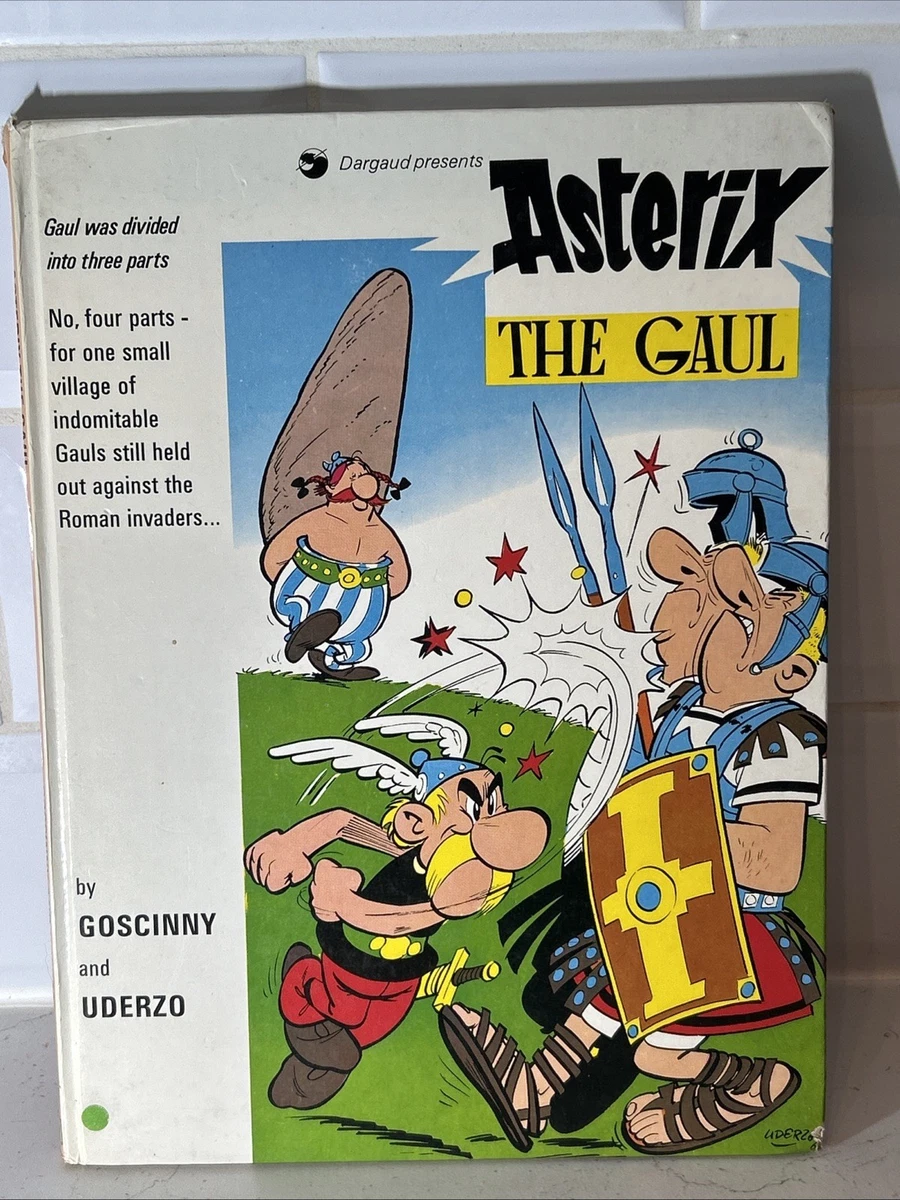 Dargaud presents
Asterix
THE GAUL
Gaul was divided
into three parts
No, four parts -
for one small
village of
indomitable
Gauls still held
out against the
Roman invaders...
by
GOSCINNY
and
UDERZO
UDERZO